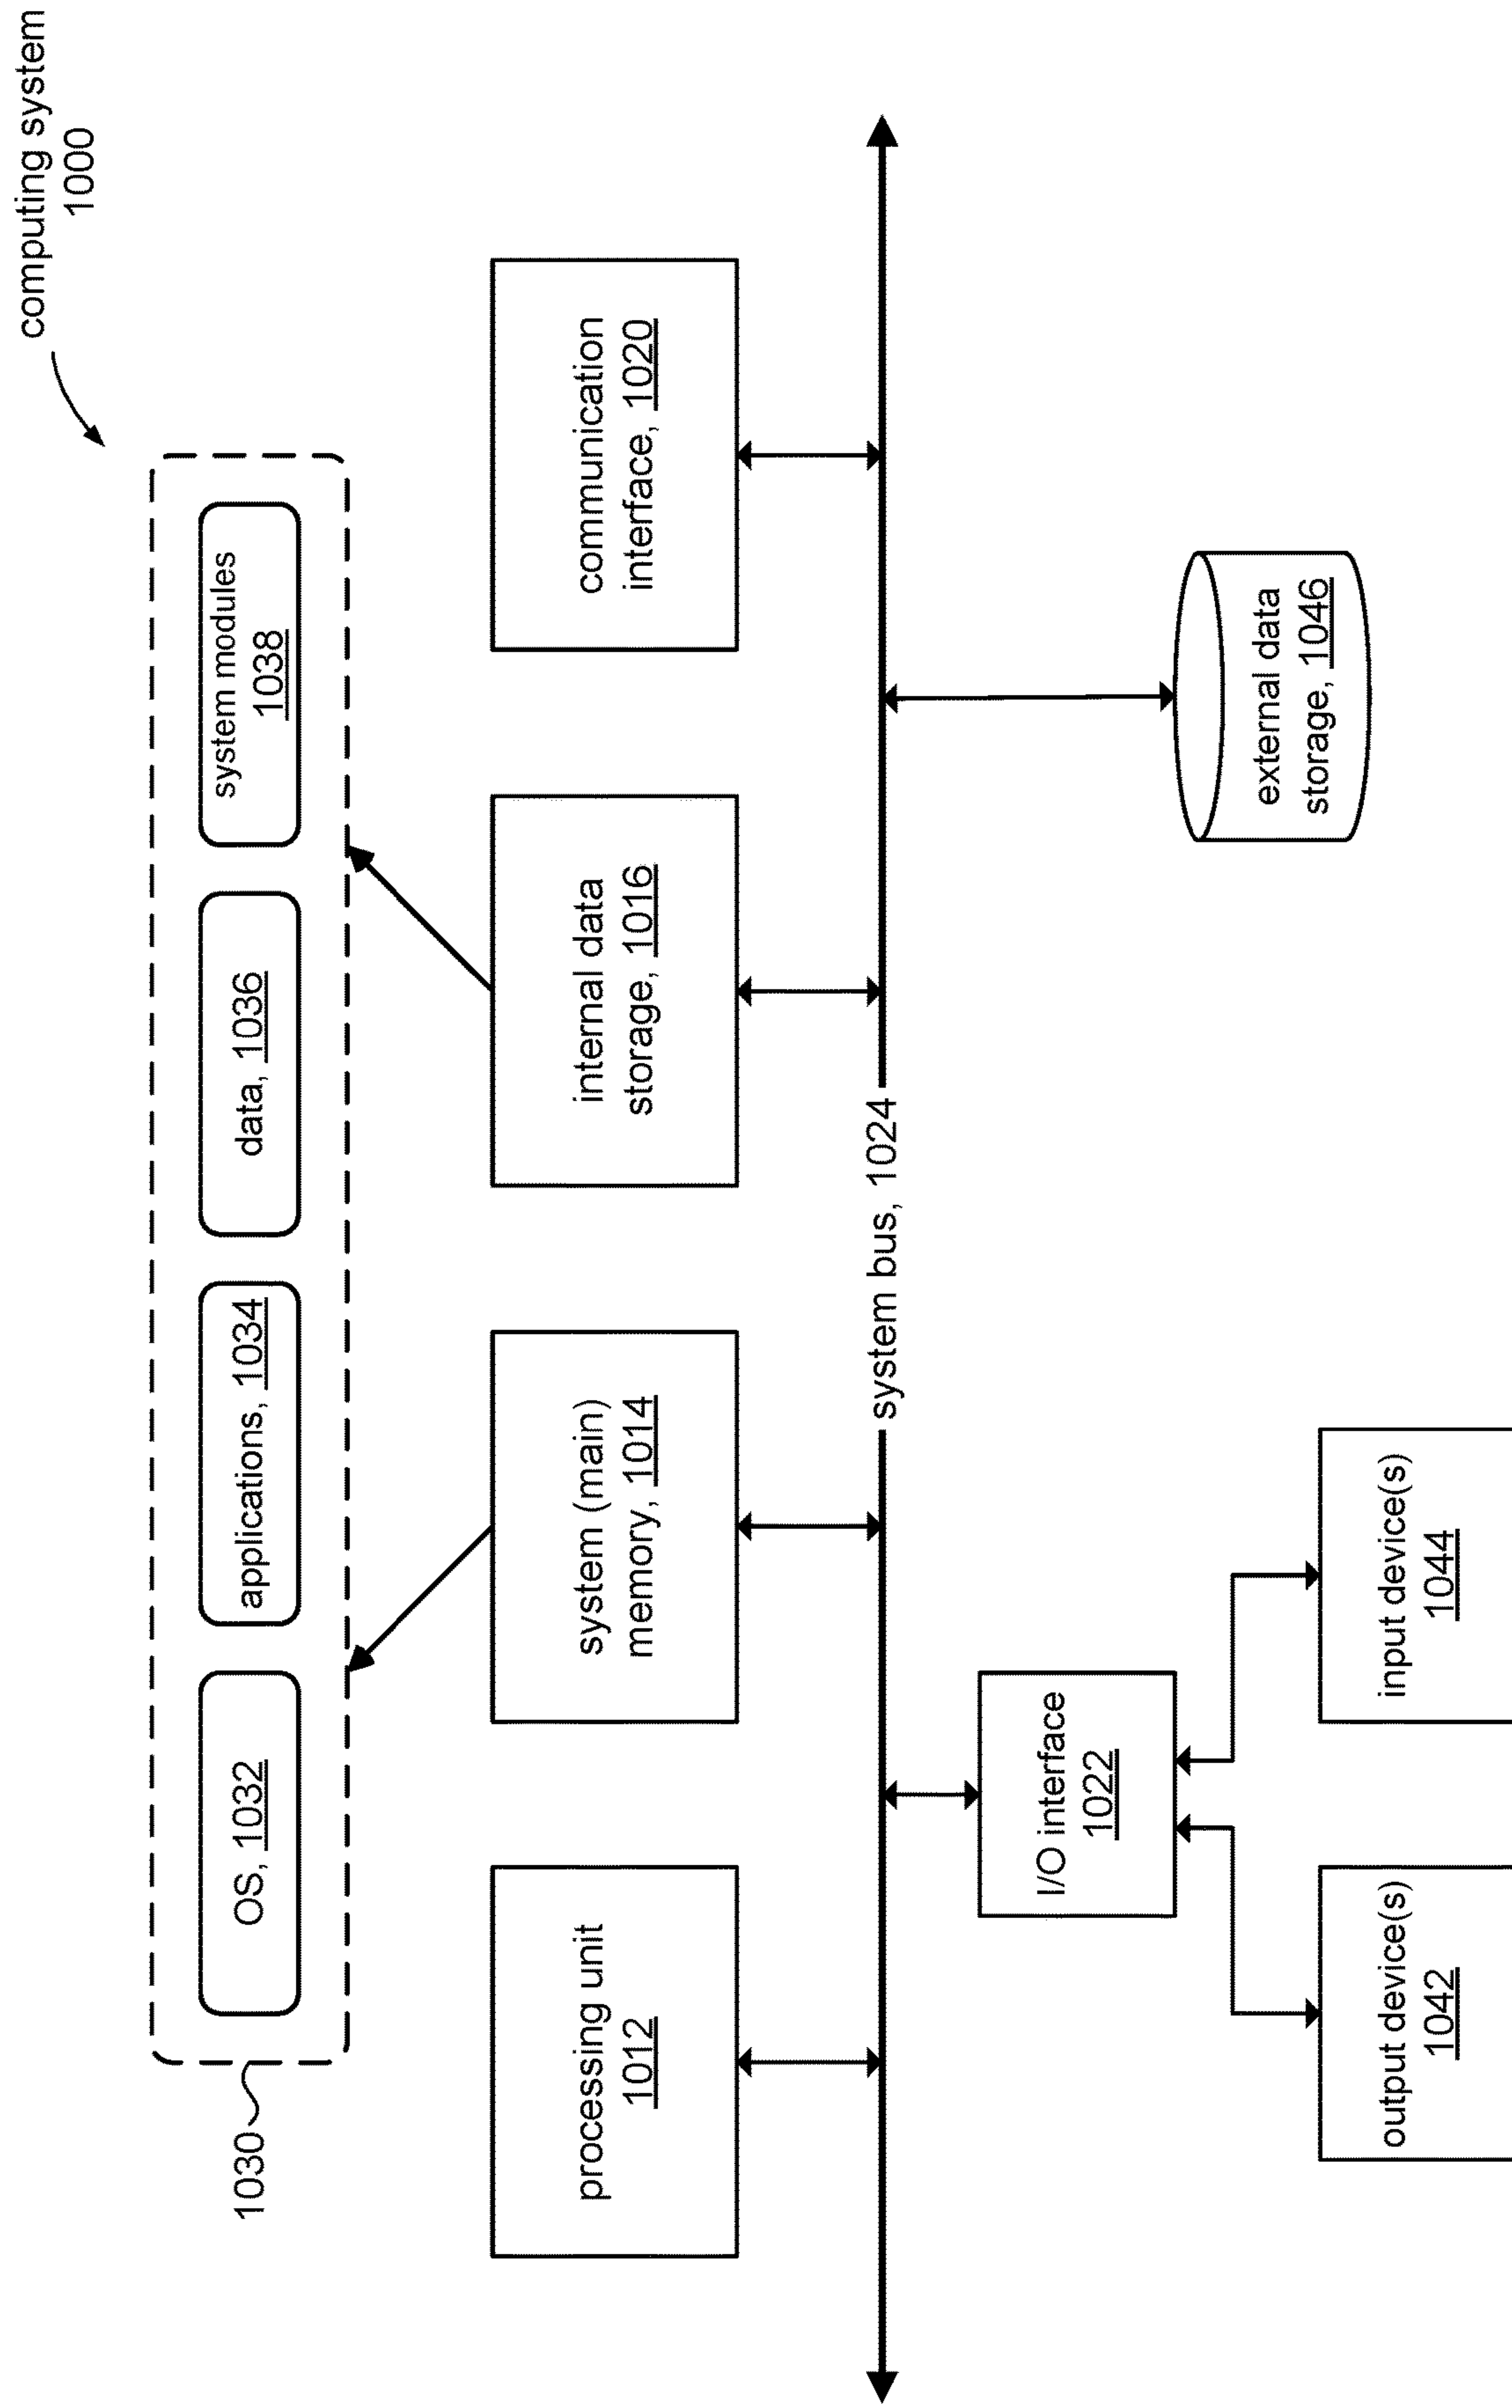 computing system
1000
1030
OS, 1032
applications, 1034
data, 1036
system modules
1038
processing unit
1012
system (main)
memory, 1014
internal data
storage, 1016
communication
interface, 1020
system bus, 1024
I/O interface
1022
external data
storage, 1046
output device(s)
1042
input device(s)
1044